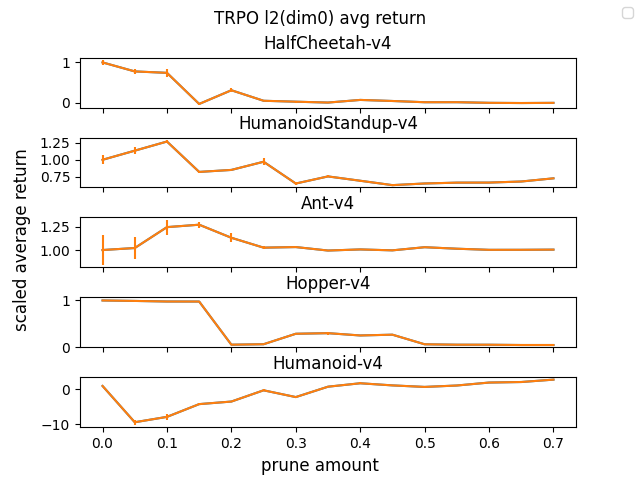 TRPO l2(dim0) avg return
HalfCheetah-v4
1
0
HumanoidStandup-v4
1.25
1.00
0.75
Ant-v4
1.25
1.00
Hopper-v4
1
0
Humanoid-v4
0
−10
0.0 0.1 0.2 0.3 0.4 0.5 0.6 0.7
prune amount
scaled average return